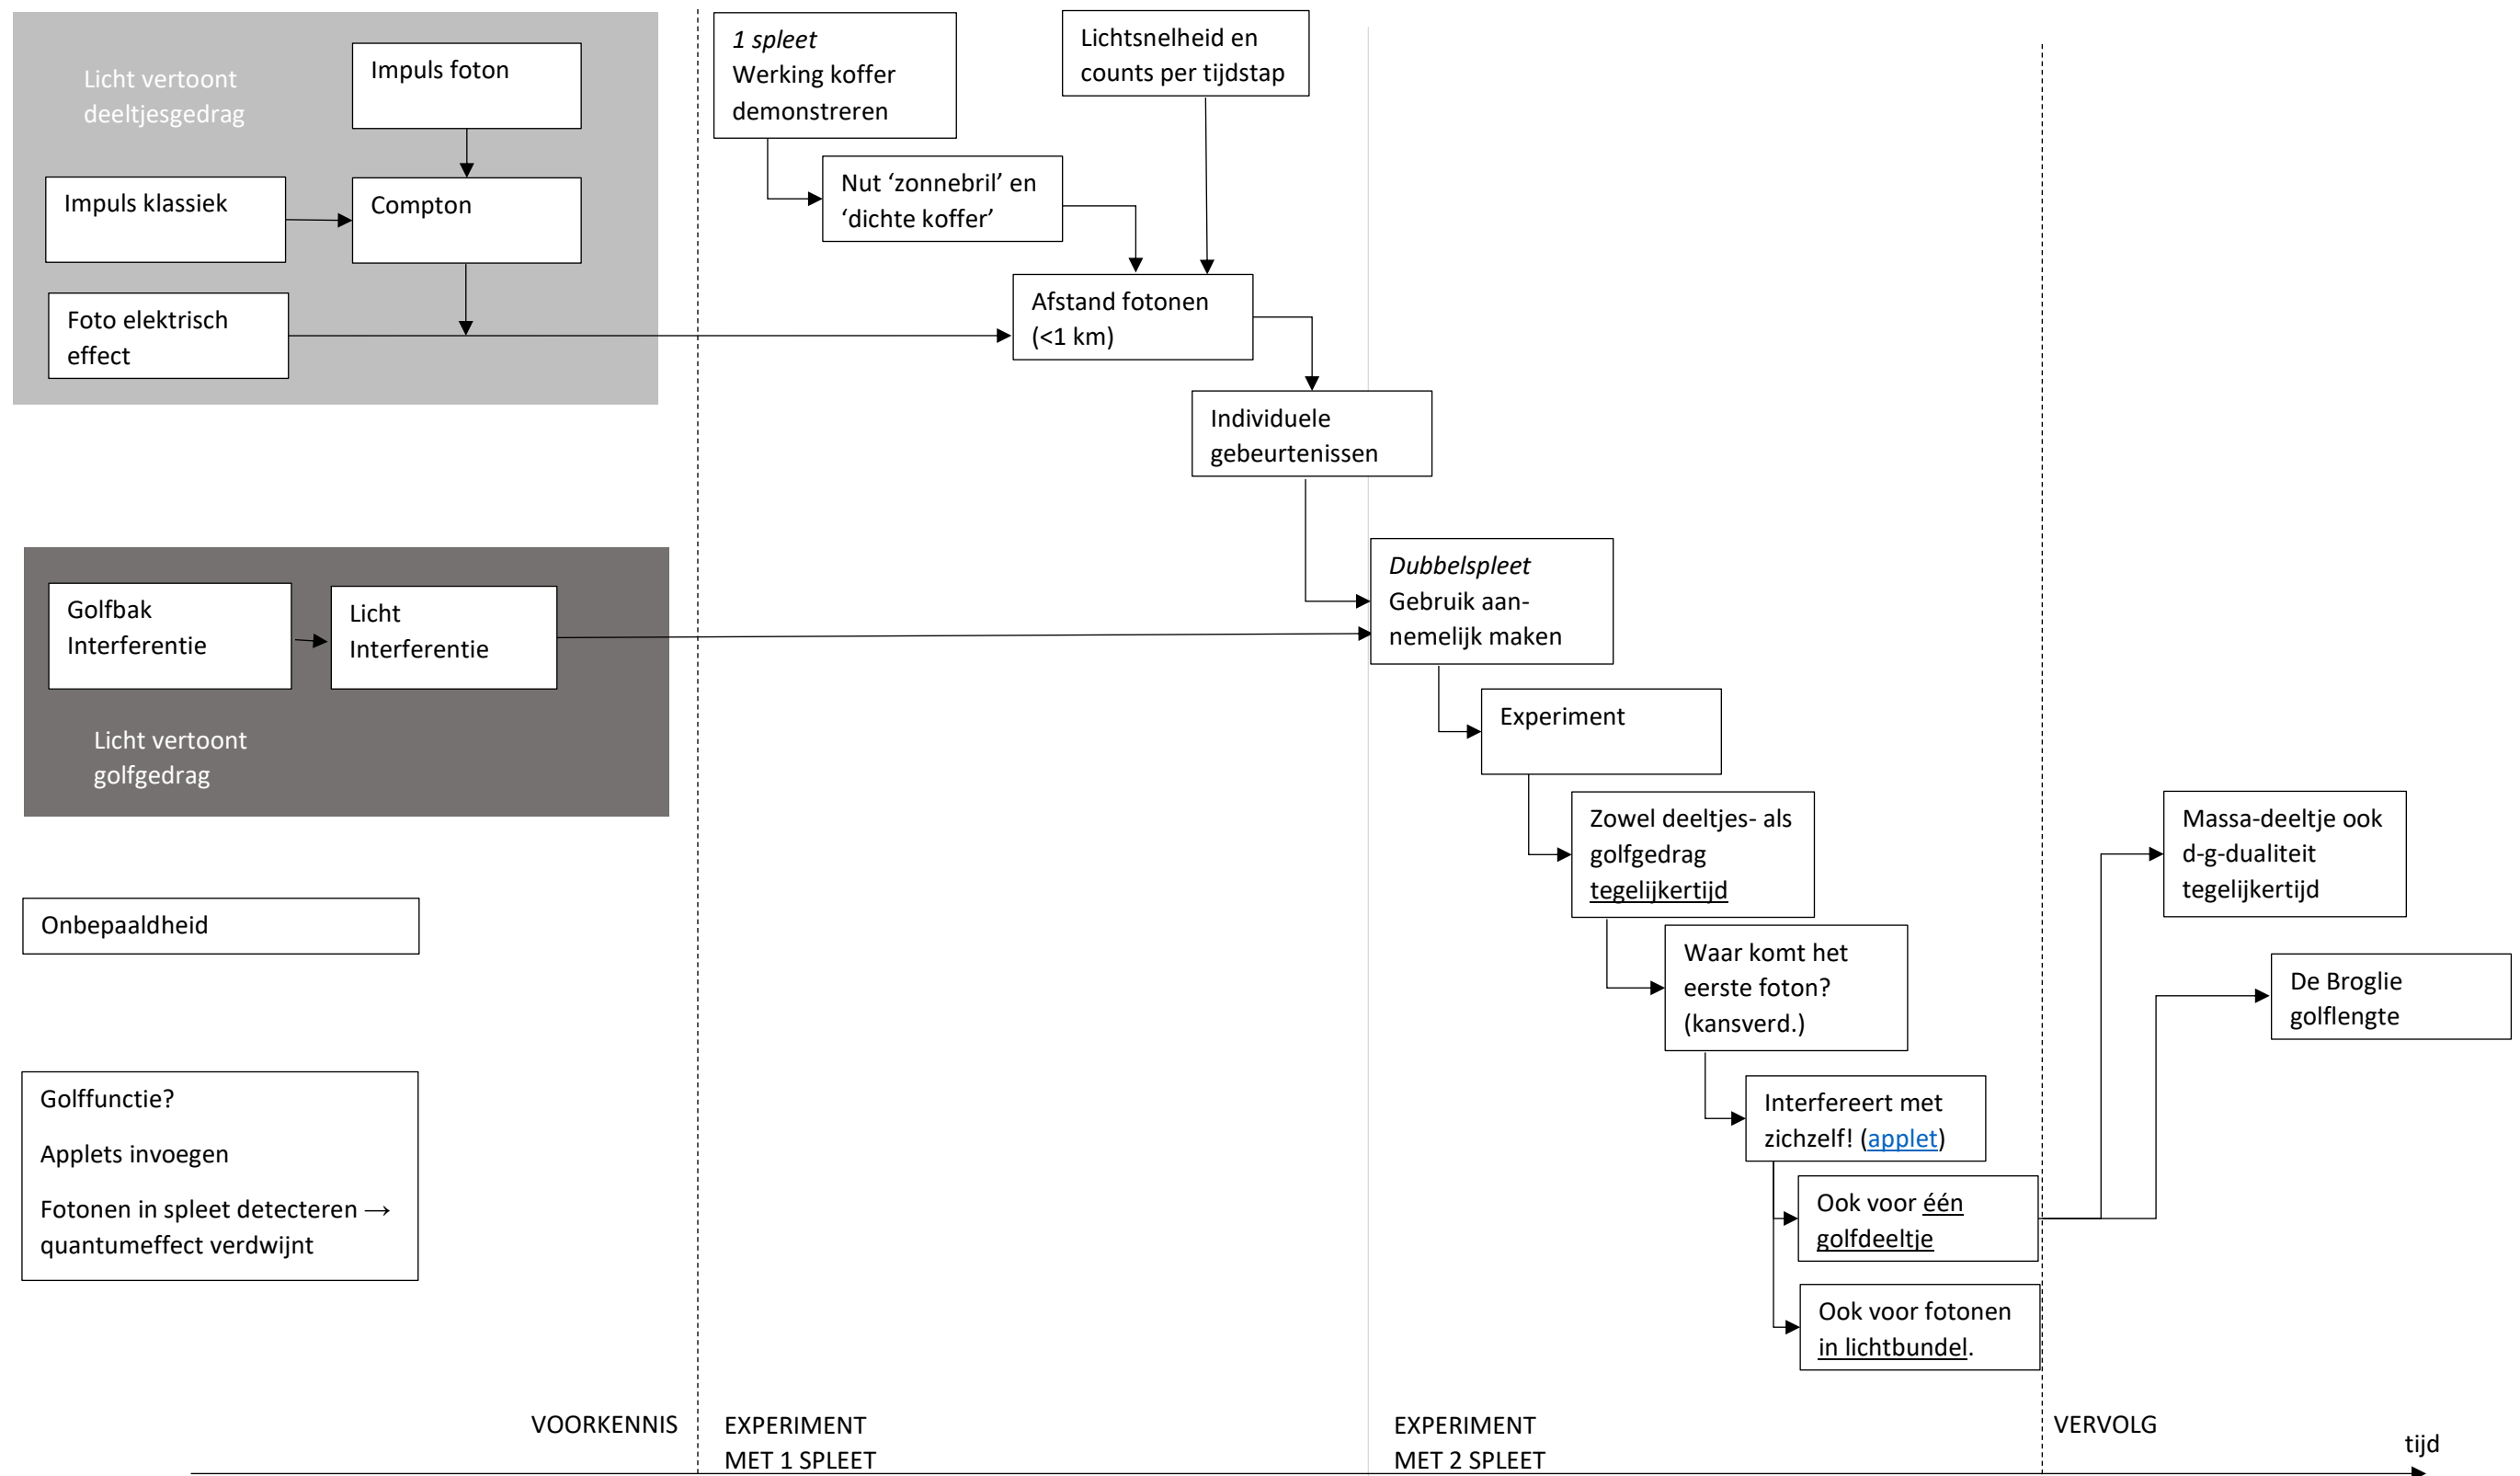 Licht vertoont
deeltjesgedrag
Impuls foton
Impuls klassiek
Compton
Foto elektrisch
effect
1 spleet
Werking koffer
demonstreren
Lichtsnelheid en
counts per tijdstap
Nut ‘zonnebril’ en
‘dichte koffer’
Afstand fotonen
(<1 km)
Individuele
gebeurtenissen
Golfbak
Interferentie
Licht
Interferentie
Licht vertoont
golfgedrag
Dubbelspleet
Gebruik aan-
nemelijk maken
Experiment
Zowel deeltjes- als
golfgedrag
tegelijkertijd
Massa-deeltje ook
d-g-dualiteit
tegelijkertijd
Onbepaaldheid
Waar komt het
eerste foton?
(kansverd.)
De Broglie
golflengte
Golffunctie?
Applets invoegen
Fotonen in spleet detecteren →
quantumeffect verdwijnt
Interfereert met
zichzelf! (applet)
Ook voor één
golfdeeltje
Ook voor fotonen
in lichtbundel.
VOORKENNIS
EXPERIMENT
MET 1 SPLEET
EXPERIMENT
MET 2 SPLEET
VERVOLG
tijd